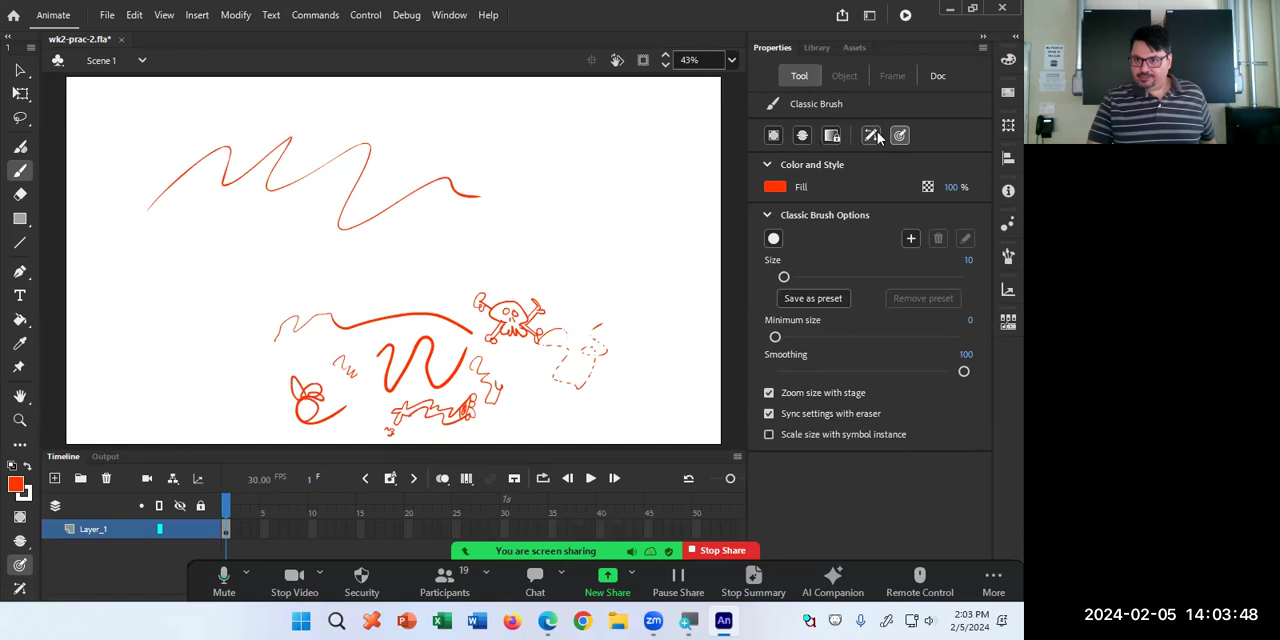 Animate File Edit View Insert Modify Text Commands Control Debug Window Help
wk2-prac-2.fla* ×
Scene 1 43%
Properties Library Assets
Tool Object Frame Doc
Classic Brush
Color and Style
Fill 100 %
Classic Brush Options
Size 10
Save as preset Remove preset
Minimum size 0
Smoothing 100
Zoom size with stage
Sync settings with eraser
Scale size with symbol instance
Timeline Output
30.00 FPS 1 F
1s
5 10 15 20 25 30 35 40 45 50
Layer_1
You are screen sharing Stop Share
19
Mute Stop Video Security Participants Chat New Share Pause Share Stop Summary AI Companion Remote Control More
2:03 PM
2/5/2024
2024-02-05 14:03:48